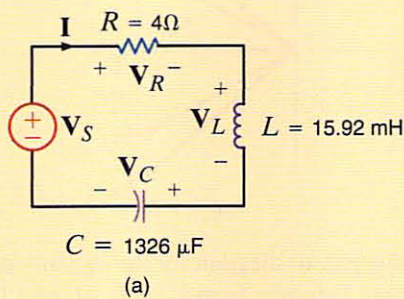 I R = 4Ω
+ V_R −
+
V_S V_L L = 15.92 mH
−
V_C
− +
C = 1326 μF
(a)